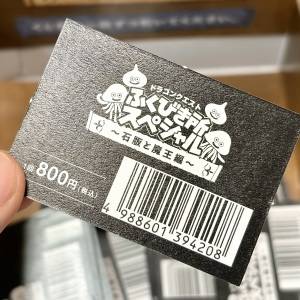 ドラゴンクエスト
ふくびき所
スペシャル
～石版と魔王編～
1回 800円(税込)
4 988601 394208